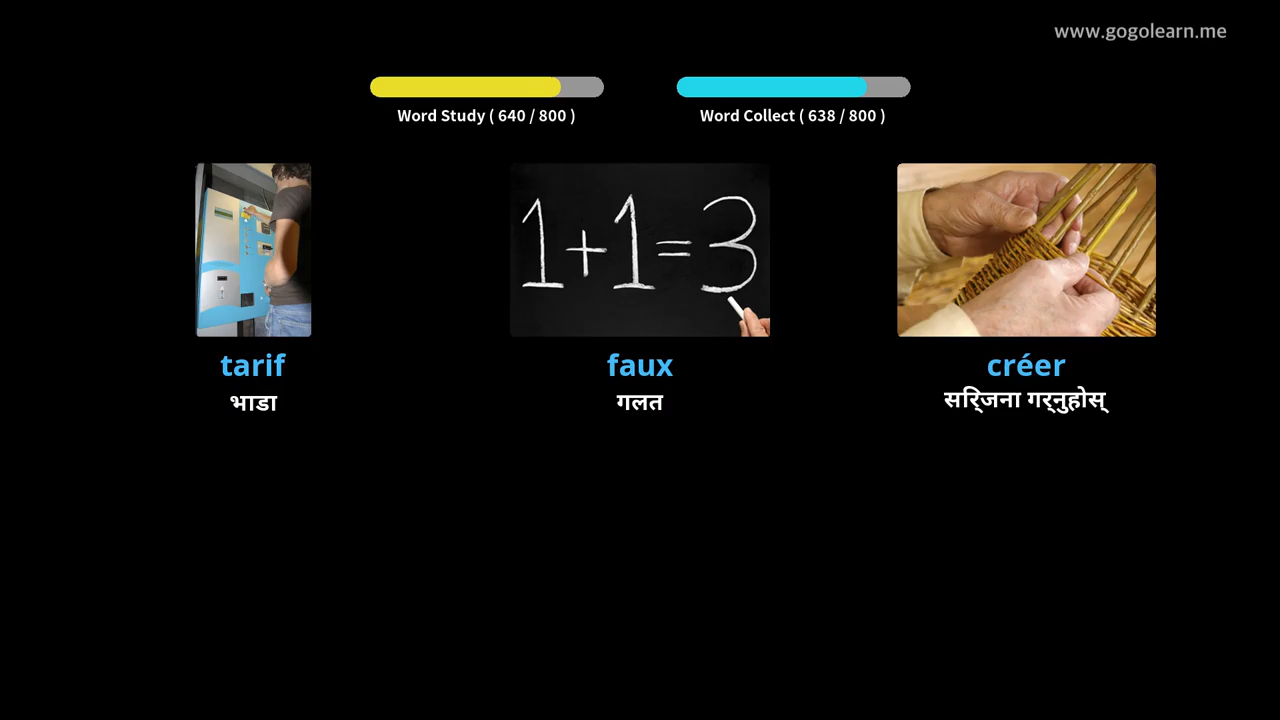 www.gogolearn.me
Word Study ( 640 / 800 )
Word Collect ( 638 / 800 )
1+1=3
tarif
faux
créer
भाडा
गलत
सिर्जना गर्नुहोस्